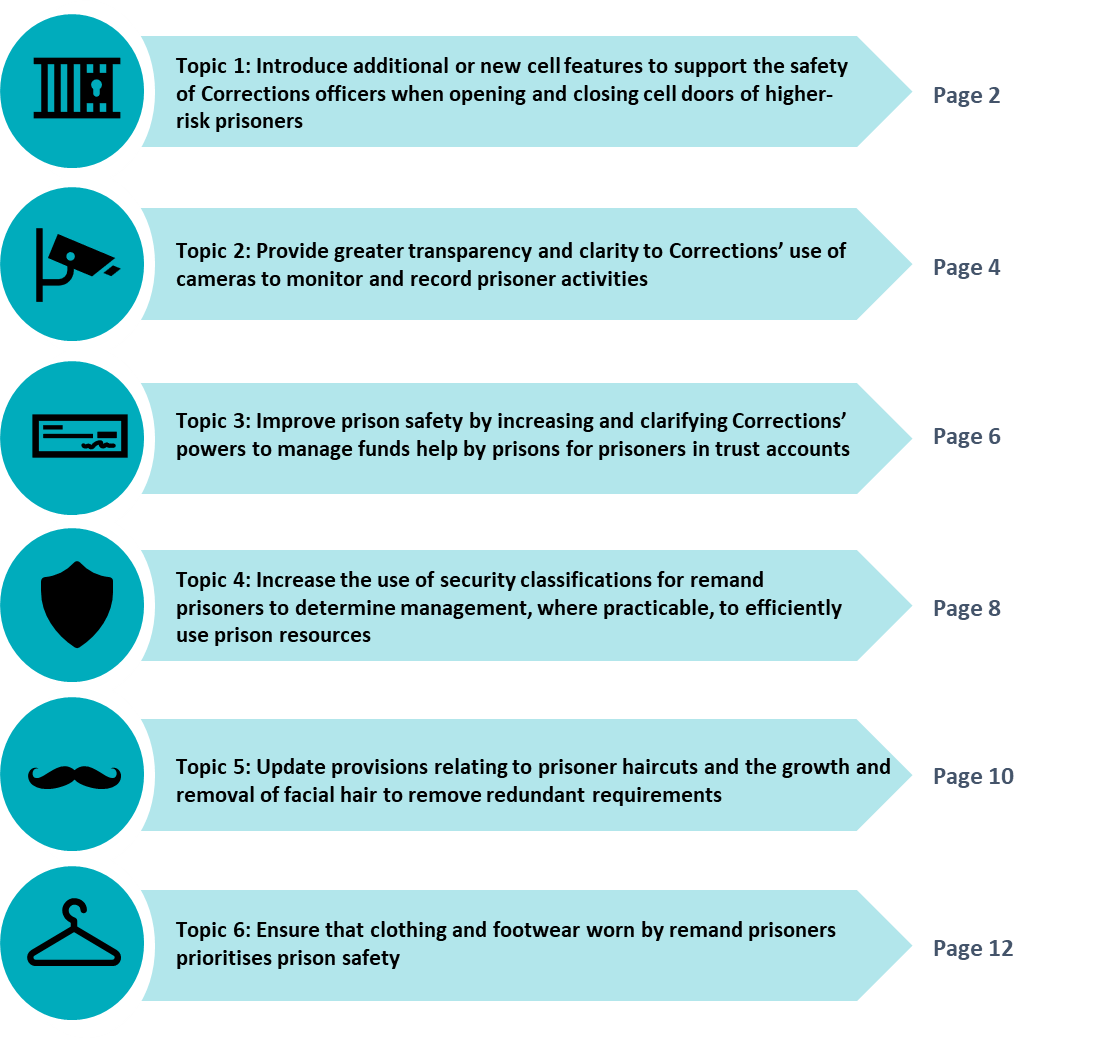 Topic 1: Introduce additional or new cell features to support the safety
of Corrections officers when opening and closing cell doors of higher-
risk prisoners
Page 2
Topic 2: Provide greater transparency and clarity to Corrections’ use of
cameras to monitor and record prisoner activities
Page 4
Topic 3: Improve prison safety by increasing and clarifying Corrections’
powers to manage funds help by prisons for prisoners in trust accounts
Page 6
Topic 4: Increase the use of security classifications for remand
prisoners to determine management, where practicable, to efficiently
use prison resources
Page 8
Topic 5: Update provisions relating to prisoner haircuts and the growth and
removal of facial hair to remove redundant requirements
Page 10
Topic 6: Ensure that clothing and footwear worn by remand prisoners
prioritises prison safety
Page 12